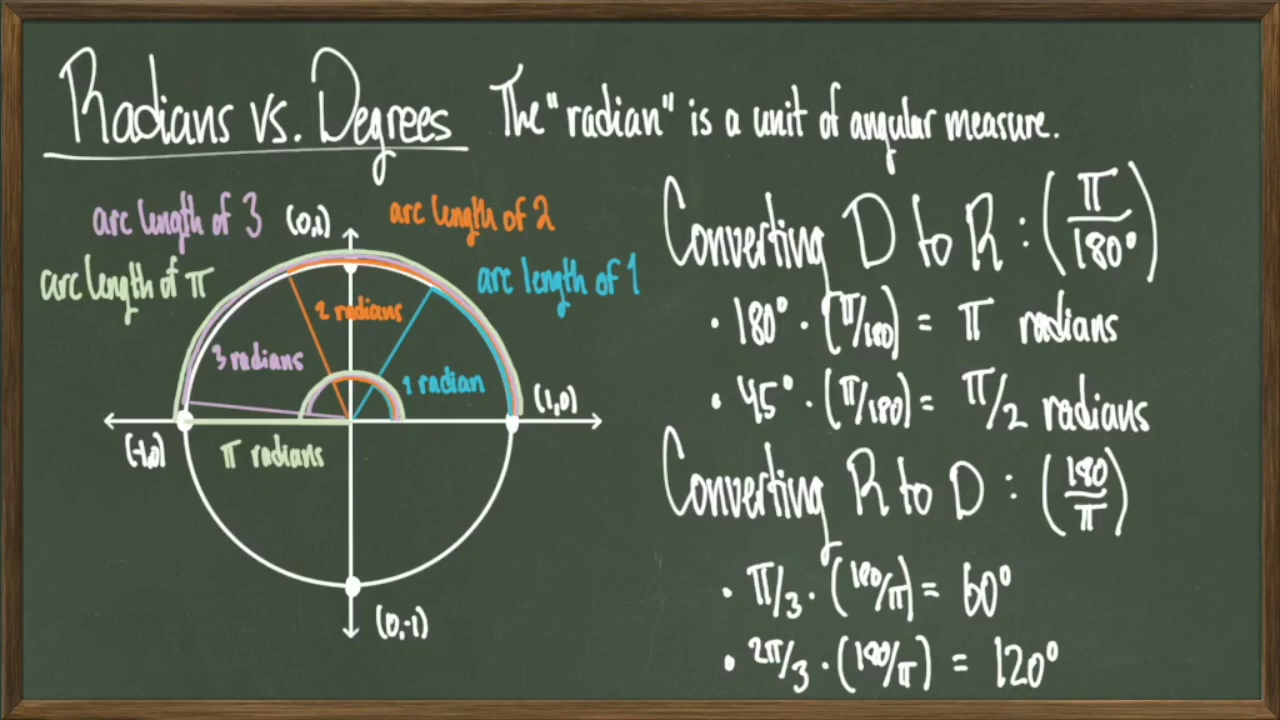 Radians vs. Degrees
The "radian" is a unit of angular measure.
arc length of 3
(0,1)
arc length of 2
arc length of π
arc length of 1
2 radians
3 radians
1 radian
(1,0)
(-1,0)
π radians
(0,-1)
Converting D to R : (π/180°)
· 180° · (π/180) = π radians
· 45° · (π/180) = π/2 radians
Converting R to D : (180/π)
· π/3 · (180/π) = 60°
· 2π/3 · (180/π) = 120°